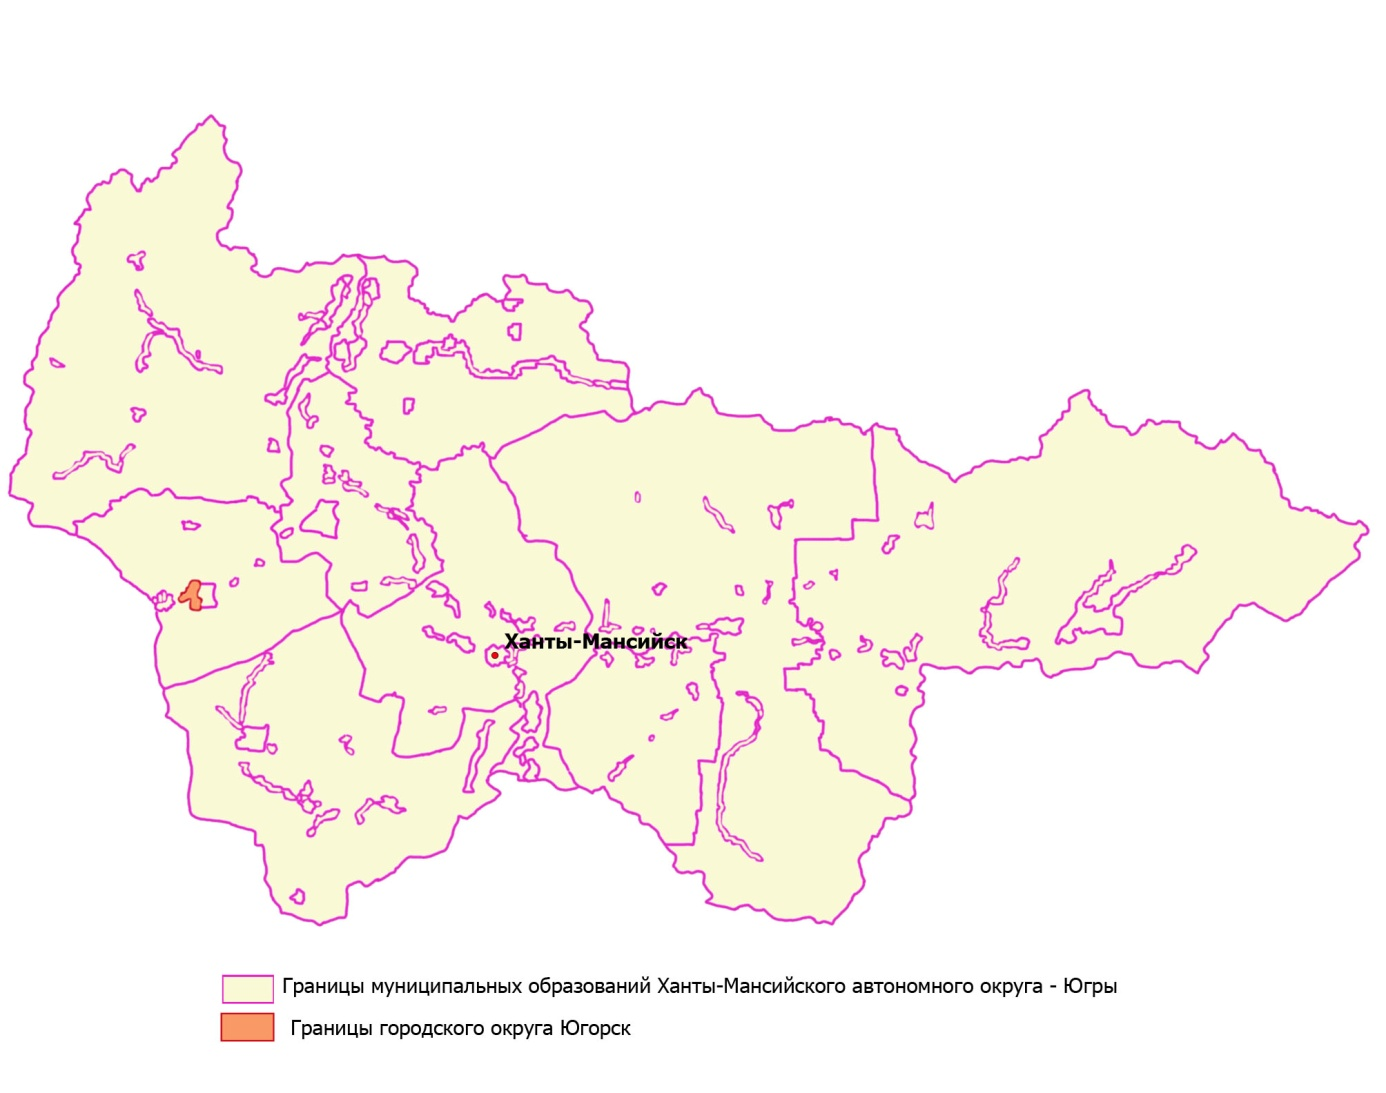 Ханты-Мансийск
Границы муниципальных образований Ханты-Мансийского автономного округа - Югры
Границы городского округа Югорск